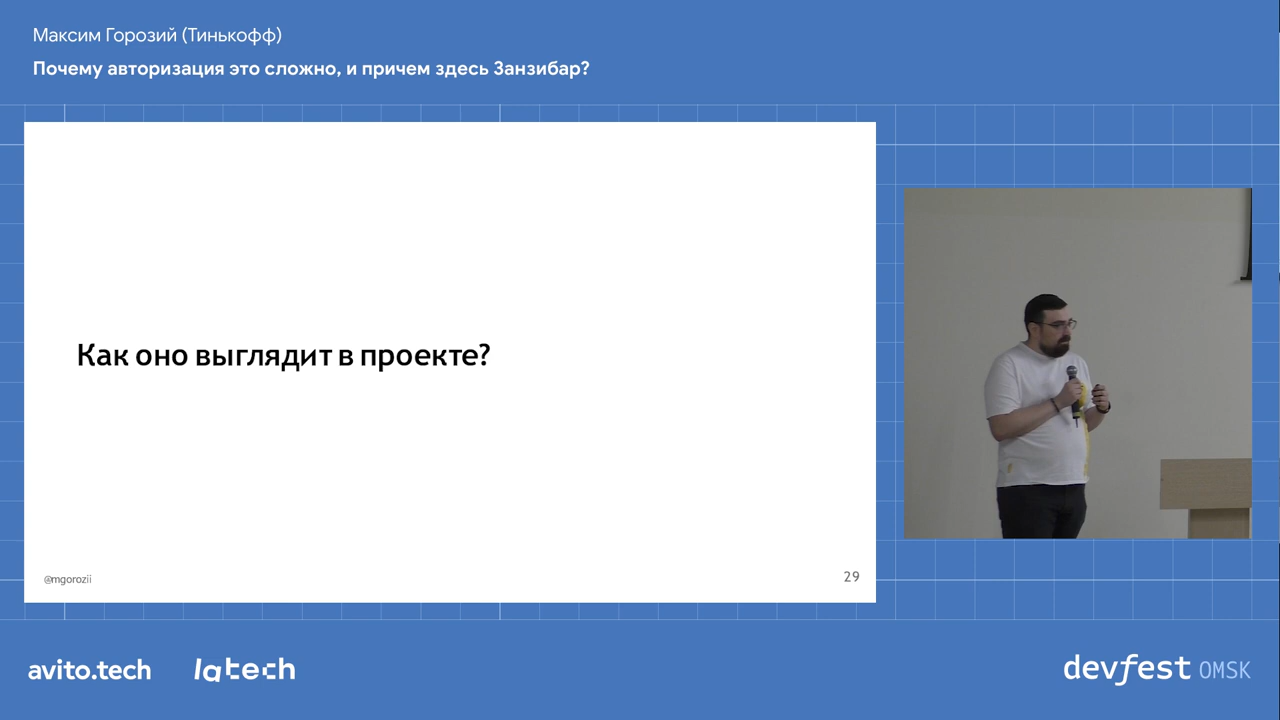 Максим Горозий (Тинькофф)
Почему авторизация это сложно, и причем здесь Занзибар?
Как оно выглядит в проекте?
@mgorozii
29
avito.tech
latech
devfest OMSK